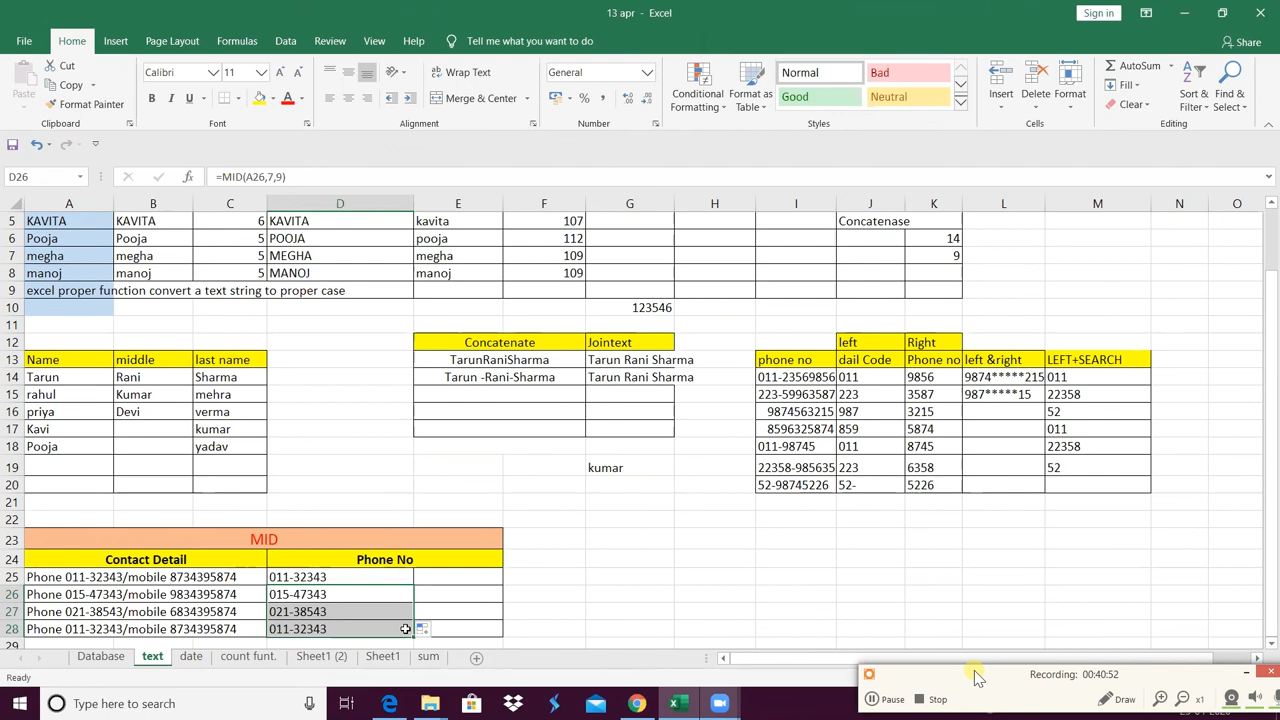 13 apr - Excel
Sign in
File Home Insert Page Layout Formulas Data Review View Help Tell me what you want to do Share
Cut
Copy
Format Painter
Paste
Clipboard
Calibri 11
B I U
Font
Wrap Text
Merge & Center
Alignment
General
Number
Conditional Formatting
Format as Table
Normal Bad
Good Neutral
Styles
Insert Delete Format
Cells
AutoSum
Fill
Clear
Sort & Filter
Find & Select
Editing
D26 fx =MID(A26,7,9)
A B C D E F G H I J K L M N O
5 KAVITA KAVITA 6 KAVITA kavita 107 Concatenase
6 Pooja Pooja 5 POOJA pooja 112 14
7 megha megha 5 MEGHA megha 109 9
8 manoj manoj 5 MANOJ manoj 109
9 excel proper function convert a text string to proper case
10 123546
11
12 Concatenate Jointext left Right
13 Name middle last name TarunRaniSharma Tarun Rani Sharma phone no dail Code Phone no left &right LEFT+SEARCH
14 Tarun Rani Sharma Tarun -Rani-Sharma Tarun Rani Sharma 011-23569856 011 9856 9874*****215 011
15 rahul Kumar mehra 223-59963587 223 3587 987*****15 22358
16 priya Devi verma 9874563215 987 3215 52
17 Kavi kumar 8596325874 859 5874 011
18 Pooja yadav 011-98745 011 8745 22358
19 kumar 22358-985635 223 6358 52
20 52-98745226 52- 5226
21
22
23 MID
24 Contact Detail Phone No
25 Phone 011-32343/mobile 8734395874 011-32343
26 Phone 015-47343/mobile 9834395874 015-47343
27 Phone 021-38543/mobile 6834395874 021-38543
28 Phone 011-32343/mobile 8734395874 011-32343
29
Database text date count funt. Sheet1 (2) Sheet1 sum
Ready
Recording: 00:40:52
Pause Stop Draw x1
Type here to search